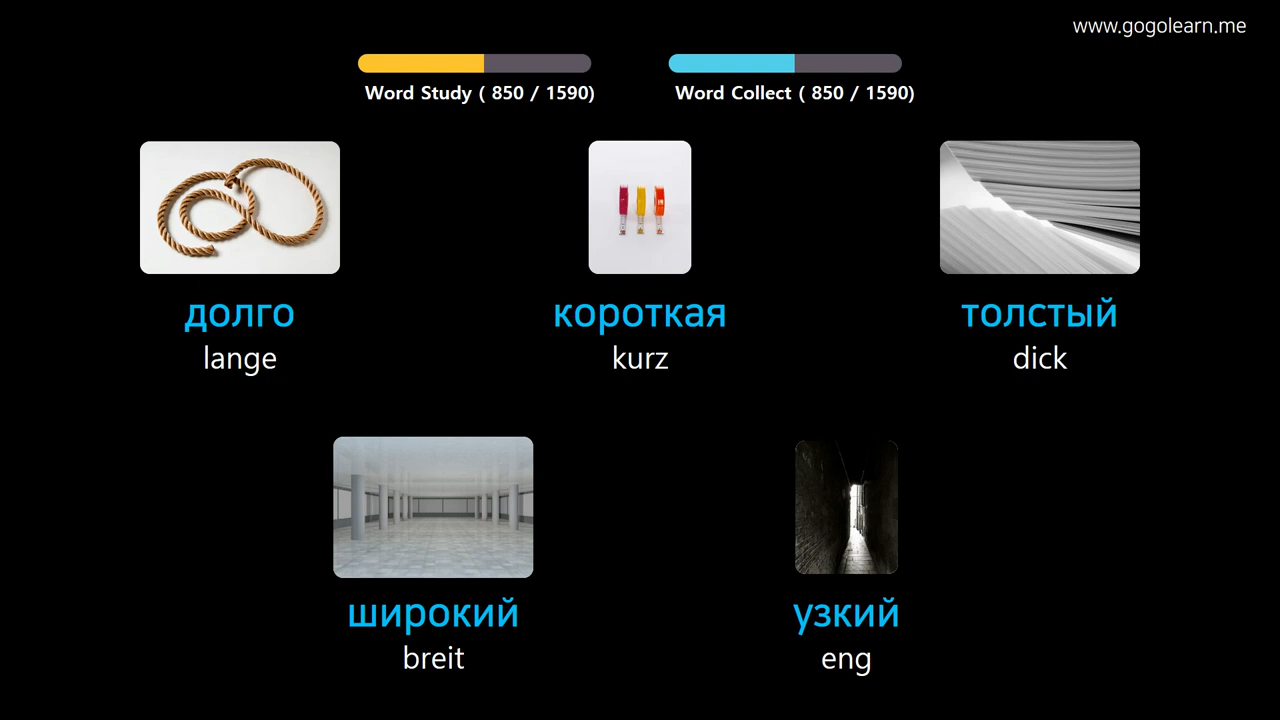 www.gogolearn.me
Word Study ( 850 / 1590)
Word Collect ( 850 / 1590)
долго
lange
короткая
kurz
толстый
dick
широкий
breit
узкий
eng